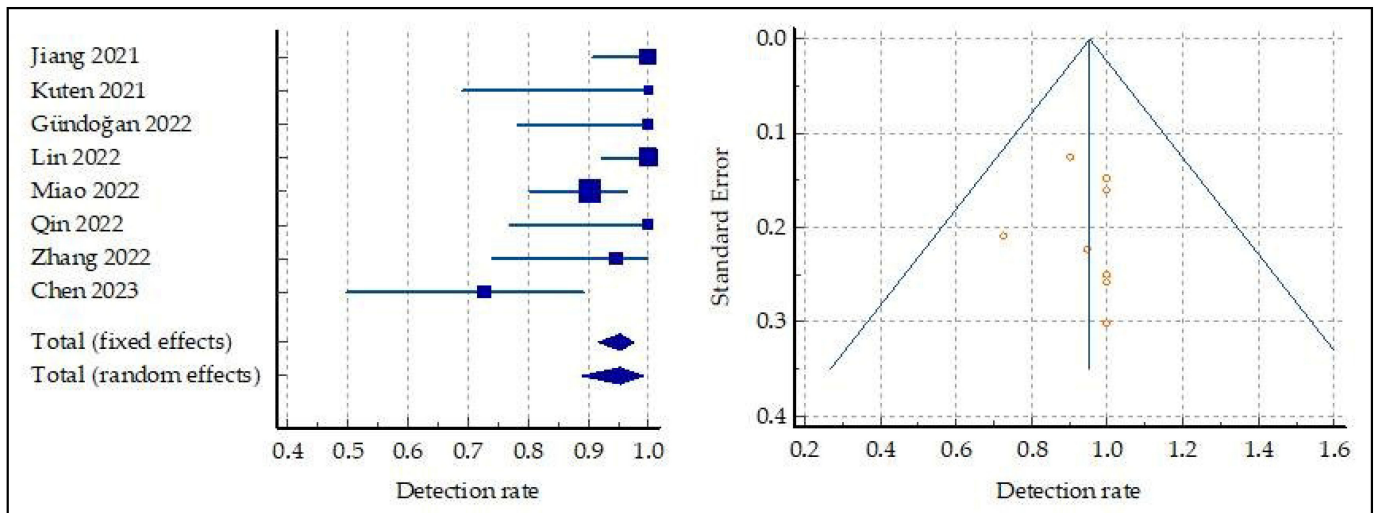 Jiang 2021
Kuten 2021
Gündoğan 2022
Lin 2022
Miao 2022
Qin 2022
Zhang 2022
Chen 2023
Total (fixed effects)
Total (random effects)
0.4 0.5 0.6 0.7 0.8 0.9 1.0
Detection rate
Standard Error
0.0
0.1
0.2
0.3
0.4
0.2 0.4 0.6 0.8 1.0 1.2 1.4 1.6
Detection rate